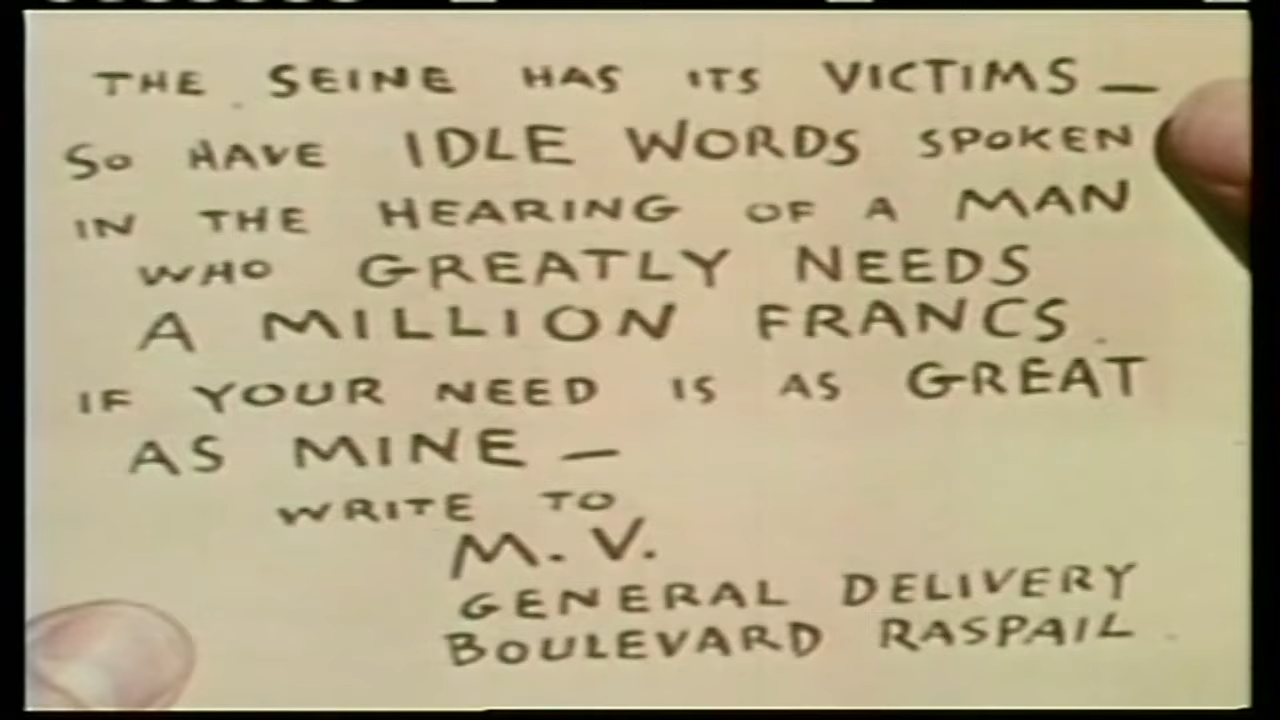 THE SEINE HAS ITS VICTIMS —
SO HAVE IDLE WORDS SPOKEN
IN THE HEARING OF A MAN
WHO GREATLY NEEDS
A MILLION FRANCS.
IF YOUR NEED IS AS GREAT
AS MINE —
WRITE TO
M. V.
GENERAL DELIVERY
BOULEVARD RASPAIL